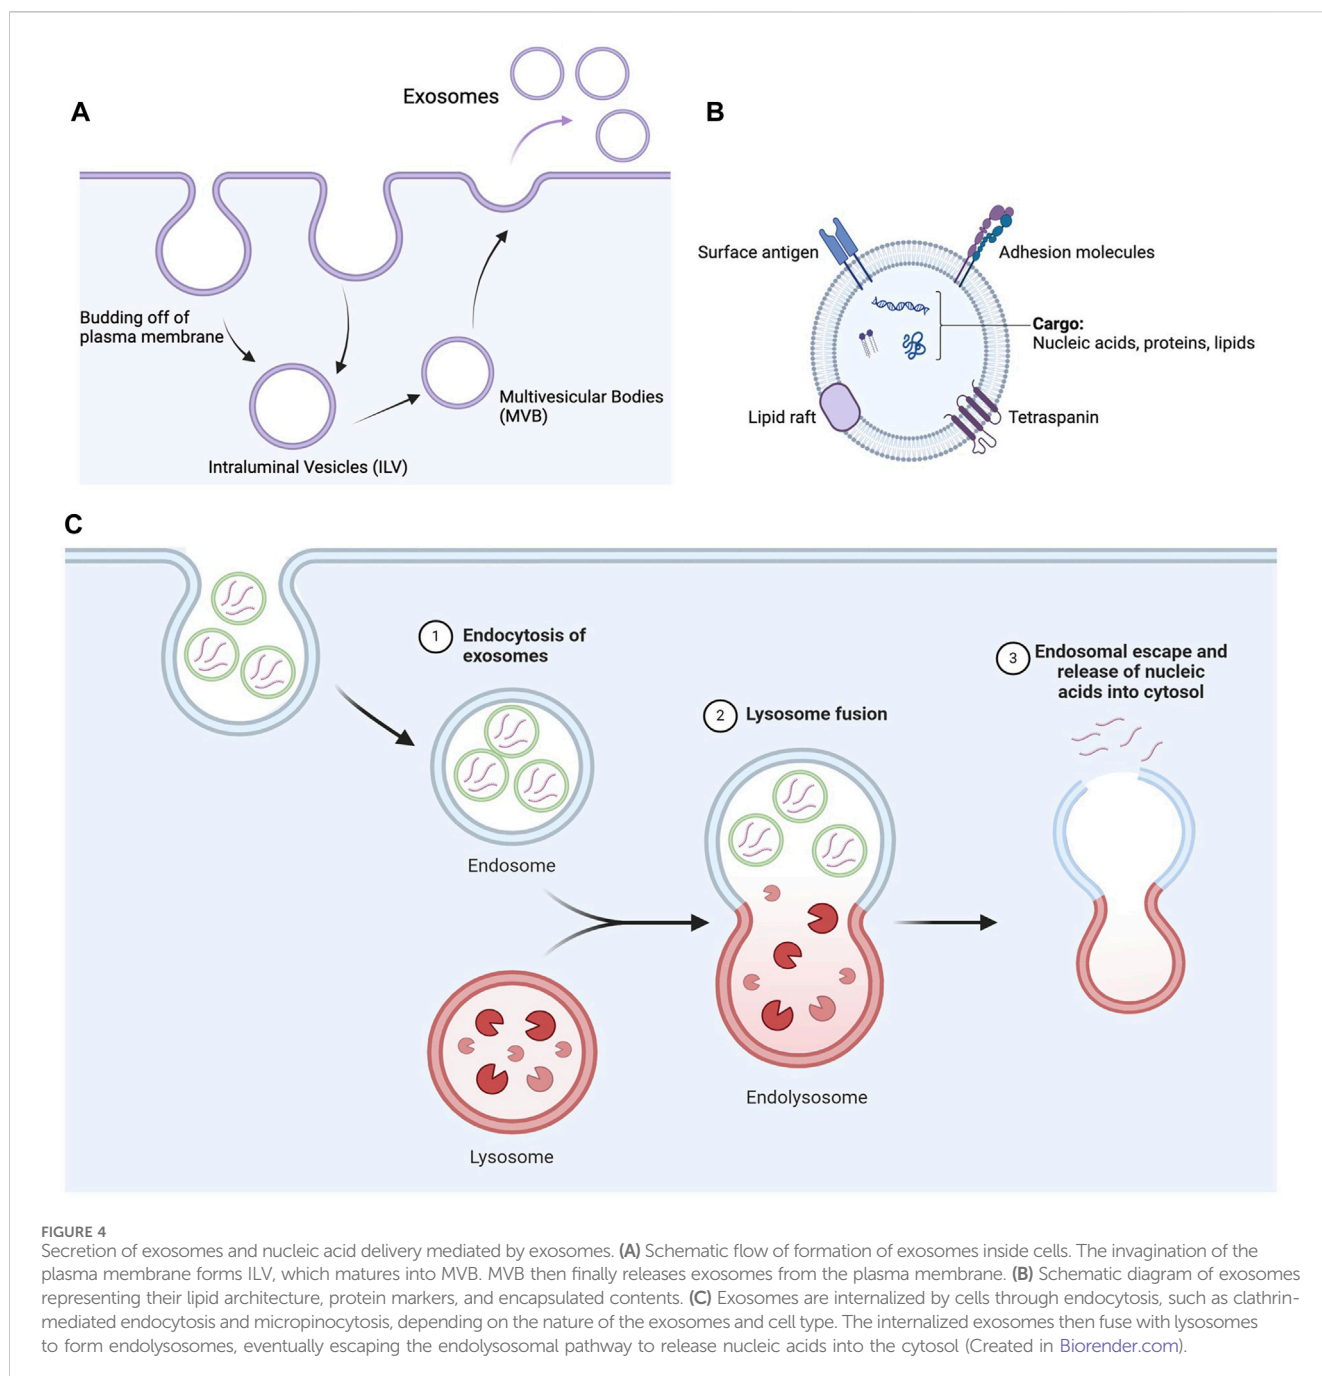 A
Exosomes
Budding off of
plasma membrane
Multivesicular Bodies
(MVB)
Intraluminal Vesicles (ILV)
B
Surface antigen
Adhesion molecules
Cargo:
Nucleic acids, proteins, lipids
Lipid raft
Tetraspanin
C
1
Endocytosis of
exosomes
Endosome
Lysosome
2
Lysosome fusion
Endolysosome
3
Endosomal escape and
release of nucleic
acids into cytosol
FIGURE 4
Secretion of exosomes and nucleic acid delivery mediated by exosomes. (A) Schematic flow of formation of exosomes inside cells. The invagination of the
plasma membrane forms ILV, which matures into MVB. MVB then finally releases exosomes from the plasma membrane. (B) Schematic diagram of exosomes
representing their lipid architecture, protein markers, and encapsulated contents. (C) Exosomes are internalized by cells through endocytosis, such as clathrin-
mediated endocytosis and micropinocytosis, depending on the nature of the exosomes and cell type. The internalized exosomes then fuse with lysosomes
to form endolysosomes, eventually escaping the endolysosomal pathway to release nucleic acids into the cytosol (Created in Biorender.com).